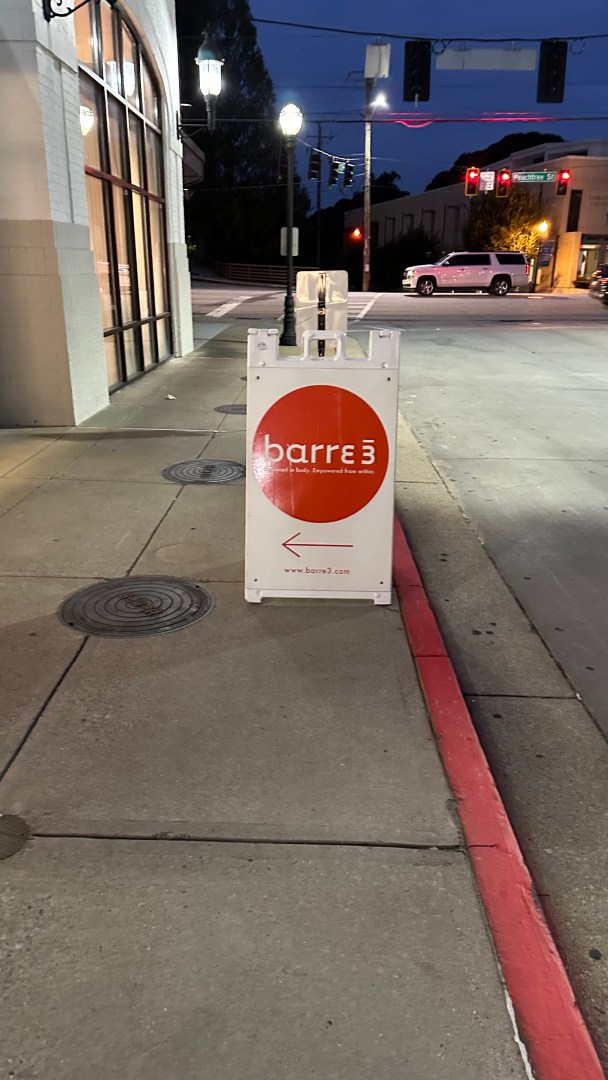 Peachtree St
barre3
in body. Empowered from within.
www.barre3.com